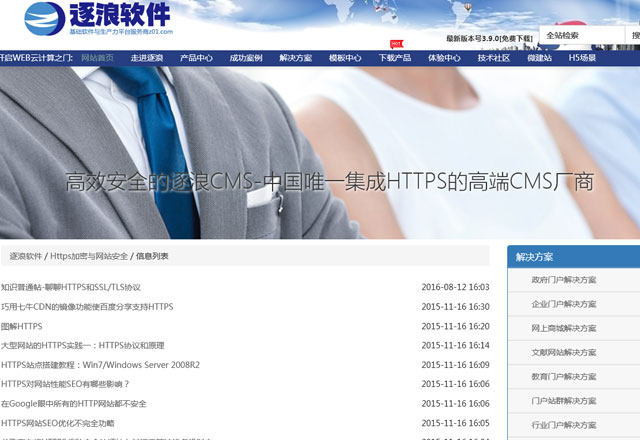 逐浪软件
基础软件与生产力平台服务商z01.com
最新版本号3.9.0[免费下载]
全站检索
搜
HOT
开启WEB云计算之门: 网站首页 走进逐浪 产品中心 成功案例 解决方案 模板中心 下载产品 体验中心 技术社区 微建站 H5场景
高效安全的逐浪CMS-中国唯一集成HTTPS的高端CMS厂商
逐浪软件 / Https加密与网站安全 / 信息列表
知识普通帖-聊聊HTTPS和SSL/TLS协议 2016-08-12 16:03
巧用七牛CDN的镜像功能使百度分享支持HTTPS 2015-11-16 16:30
图解HTTPS 2015-11-16 16:20
大型网站的HTTPS实践一：HTTPS协议和原理 2015-11-16 16:14
HTTPS站点搭建教程：Win7/Windows Server 2008R2 2015-11-16 16:09
HTTPS对网站性能SEO有哪些影响？ 2015-11-16 16:06
在Google眼中所有的HTTP网站都不安全 2015-11-16 16:06
HTTPS网站SEO优化不完全功略 2015-11-16 16:05
解决方案
政府门户解决方案
企业门户解决方案
网上商城解决方案
文献网站解决方案
教育门户解决方案
门户站群解决方案
行业门户解决方案